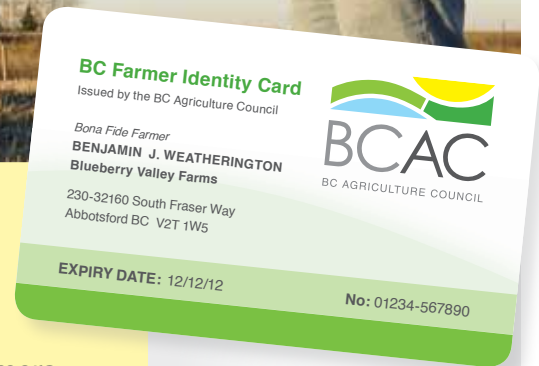 BC Farmer Identity Card
Issued by the BC Agriculture Council
Bona Fide Farmer
BENJAMIN J. WEATHERINGTON
Blueberry Valley Farms
230-32160 South Fraser Way
Abbotsford BC V2T 1W5
BCAC
BC AGRICULTURE COUNCIL
EXPIRY DATE: 12/12/12
No: 01234-567890